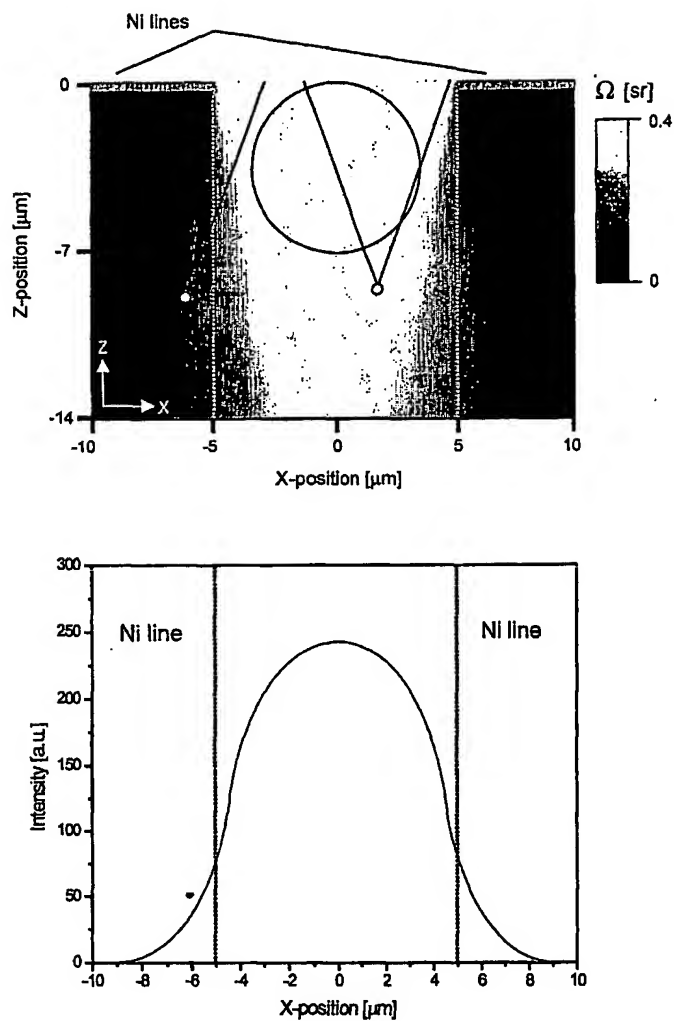 Ni lines
Ω [sr]
0.4
0
0
-7
-14
Z-position [µm]
Z
X
-10
-5
0
5
10
X-position [µm]
300
250
200
150
100
50
0
Intensity [a.u.]
Ni line
Ni line
-10
-8
-6
-4
-2
0
2
4
6
8
10
X-position [µm]